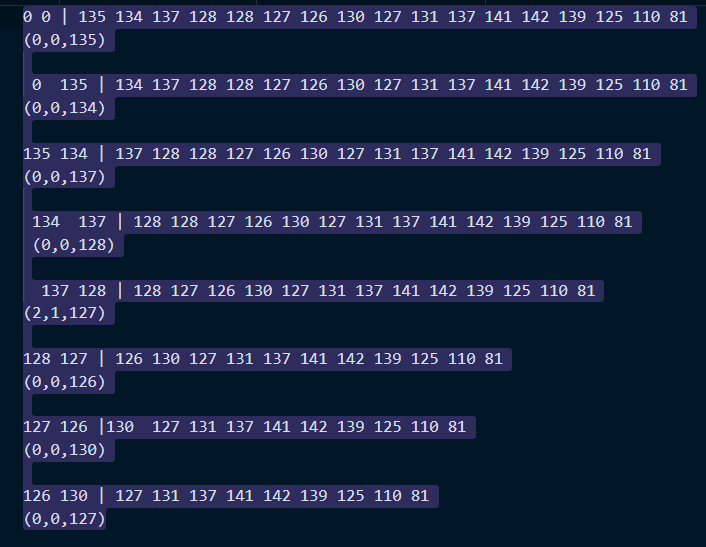 0 0 | 135 134 137 128 128 127 126 130 127 131 137 141 142 139 125 110 81
(0,0,135)
0  135 | 134 137 128 128 127 126 130 127 131 137 141 142 139 125 110 81
(0,0,134)
135 134 | 137 128 128 127 126 130 127 131 137 141 142 139 125 110 81
(0,0,137)
134  137 | 128 128 127 126 130 127 131 137 141 142 139 125 110 81
(0,0,128)
137 128 | 128 127 126 130 127 131 137 141 142 139 125 110 81
(2,1,127)
128 127 | 126 130 127 131 137 141 142 139 125 110 81
(0,0,126)
127 126 |130  127 131 137 141 142 139 125 110 81
(0,0,130)
126 130 | 127 131 137 141 142 139 125 110 81
(0,0,127)